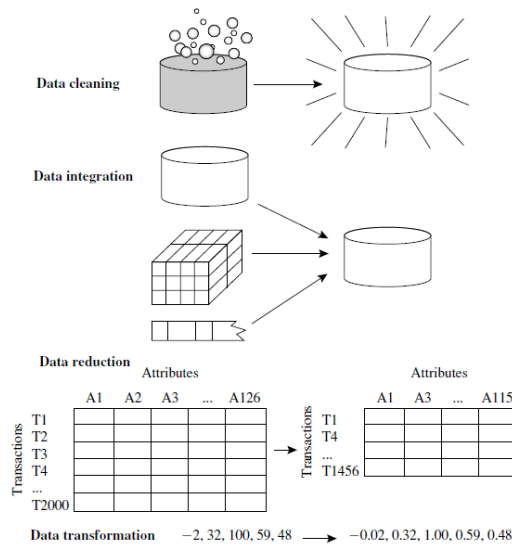 Data cleaning
Data integration
Data reduction
Attributes
A1 A2 A3 ... A126
Transactions
T1
T2
T3
T4
...
T2000
Attributes
A1 A3 ... A115
Transactions
T1
T4
...
T1456
Data transformation −2, 32, 100, 59, 48 −0.02, 0.32, 1.00, 0.59, 0.48